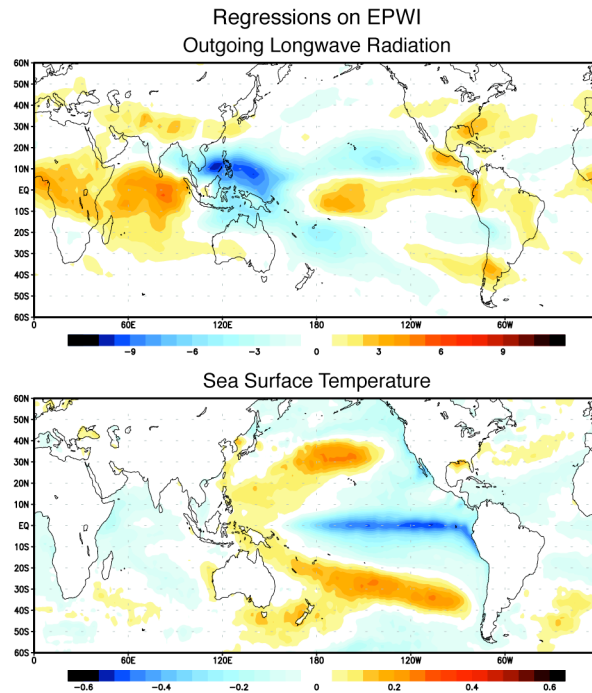 Regressions on EPWI
Outgoing Longwave Radiation
60N
50N
40N
30N
20N
10N
EQ
10S
20S
30S
40S
50S
60S
0 60E 120E 180 120W 60W
−9 −6 −3 0 3 6 9
Sea Surface Temperature
60N
50N
40N
30N
20N
10N
EQ
10S
20S
30S
40S
50S
60S
0 60E 120E 180 120W 60W
−0.6 −0.4 −0.2 0 0.2 0.4 0.6